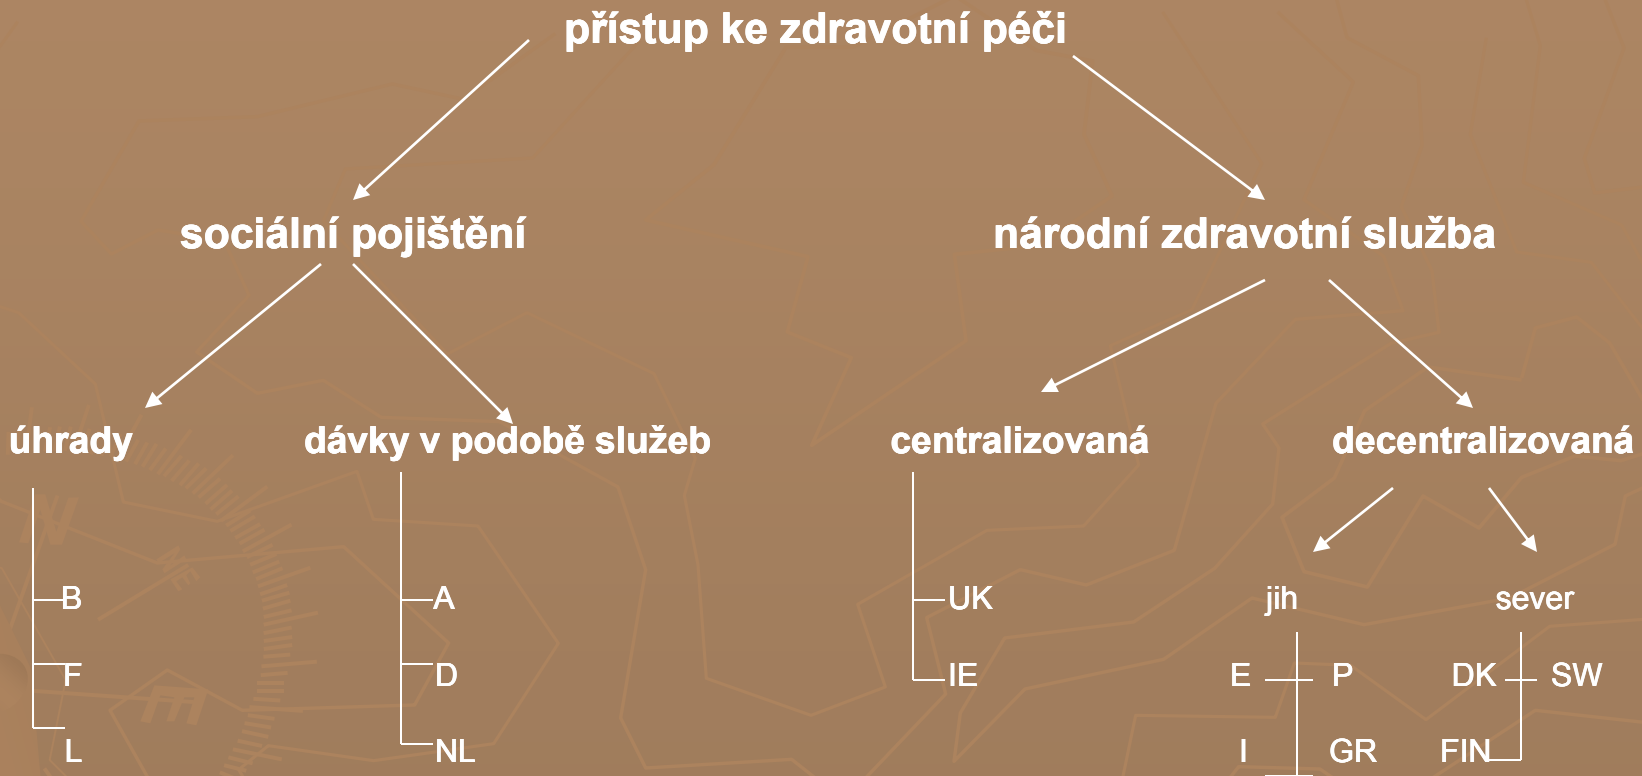 přístup ke zdravotní péči
sociální pojištění
národní zdravotní služba
úhrady
dávky v podobě služeb
centralizovaná
decentralizovaná
B
A
UK
jih
sever
F
D
IE
E
P
DK
SW
L
NL
I
GR
FIN
N
NE
E